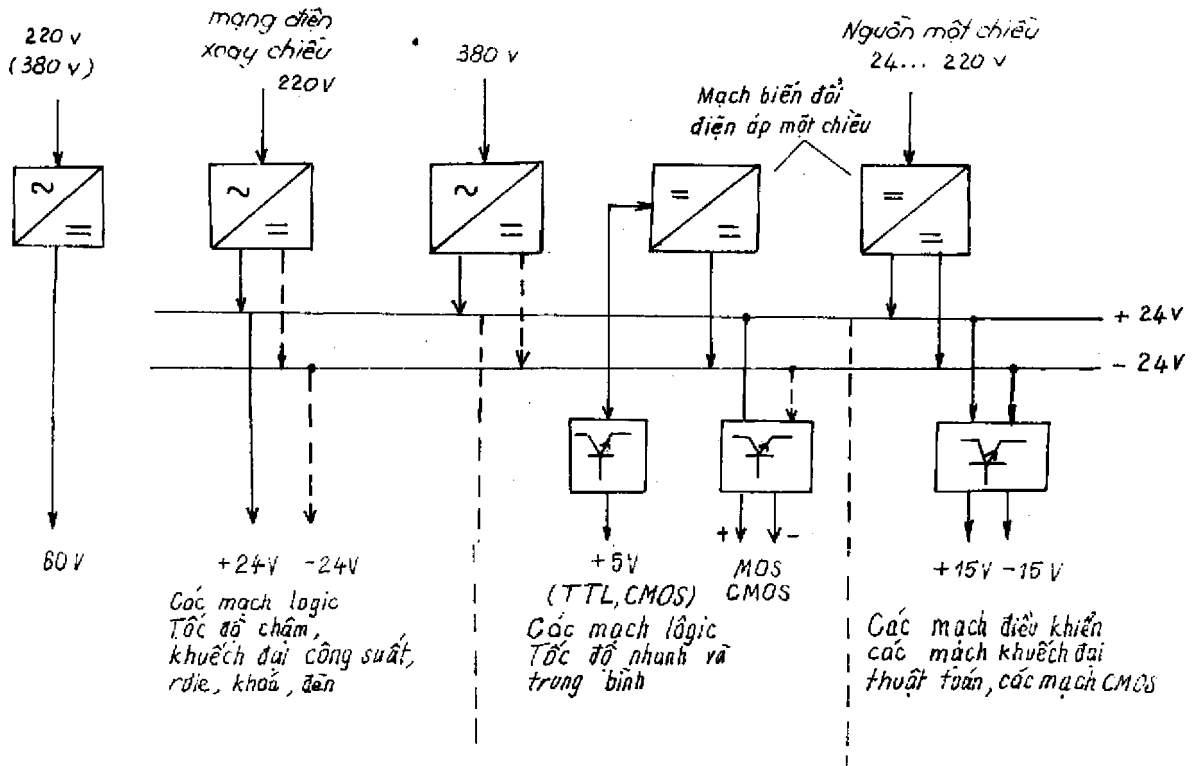 220 v
(380 v)
mạng điện
xoay chiều
220V
380 v
Nguồn một chiều
24... 220 v
Mạch biến đổi
điện áp một chiều
~
=
~
=
~
=
=
=
=
=
+ 24V
- 24V
60 V
+24V -24V
Các mạch logic
Tốc độ chậm,
khuếch đại công suất,
rơle, khoá, đèn
+5V
(TTL, CMOS)
Các mạch lôgic
Tốc độ nhanh và
trung bình
+ -
MOS
CMOS
+15V -15V
Các mạch điều khiển
các mạch khuếch đại
thuật toán, các mạch CMOS